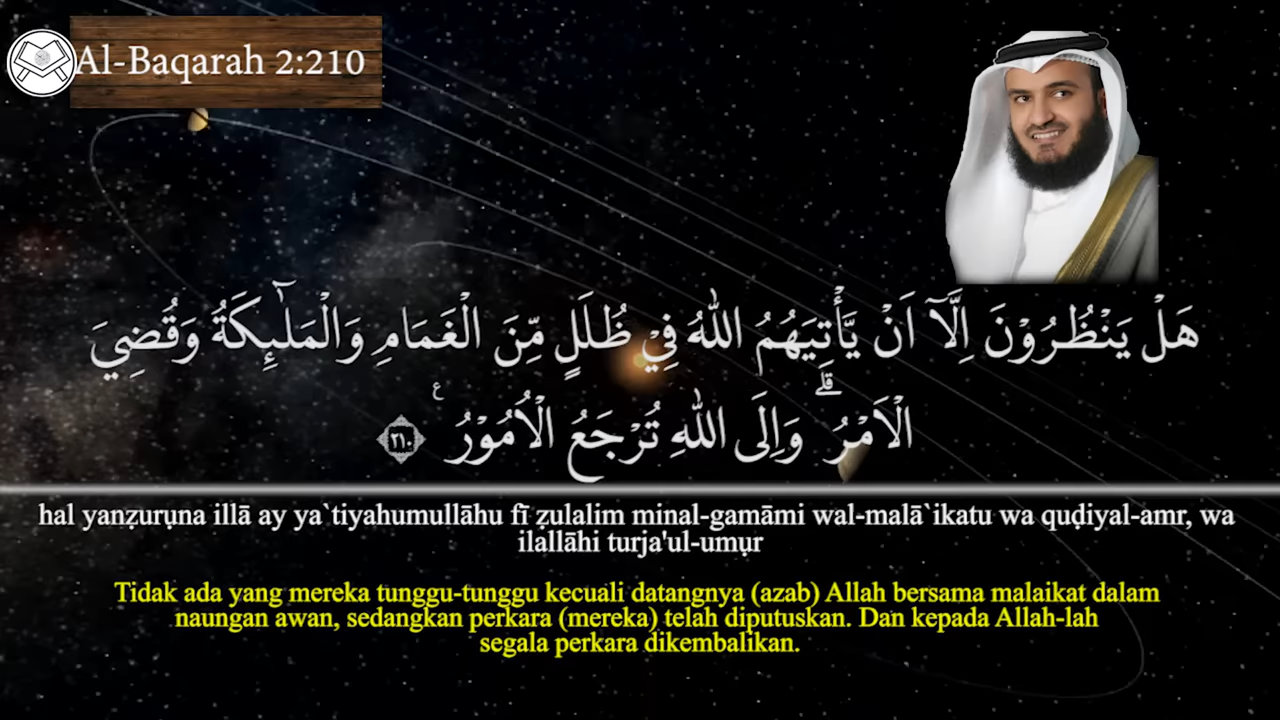 Al-Baqarah 2:210
هَلْ يَنْظُرُوْنَ اِلَّآ اَنْ يَّأْتِيَهُمُ اللّٰهُ فِيْ ظُلَلٍ مِّنَ الْغَمَامِ وَالْمَلٰۤىِٕكَةُ وَقُضِيَ
الْاَمْرُ ۗ وَاِلَى اللّٰهِ تُرْجَعُ الْاُمُوْرُ ࣖ ٢١٠
hal yanẓurụna illā ay ya`tiyahumullāhu fī ẓulalim minal-gamāmi wal-malā`ikatu wa quḍiyal-amr, wa
ilallāhi turja'ul-umụr
Tidak ada yang mereka tunggu-tunggu kecuali datangnya (azab) Allah bersama malaikat dalam
naungan awan, sedangkan perkara (mereka) telah diputuskan. Dan kepada Allah-lah
segala perkara dikembalikan.